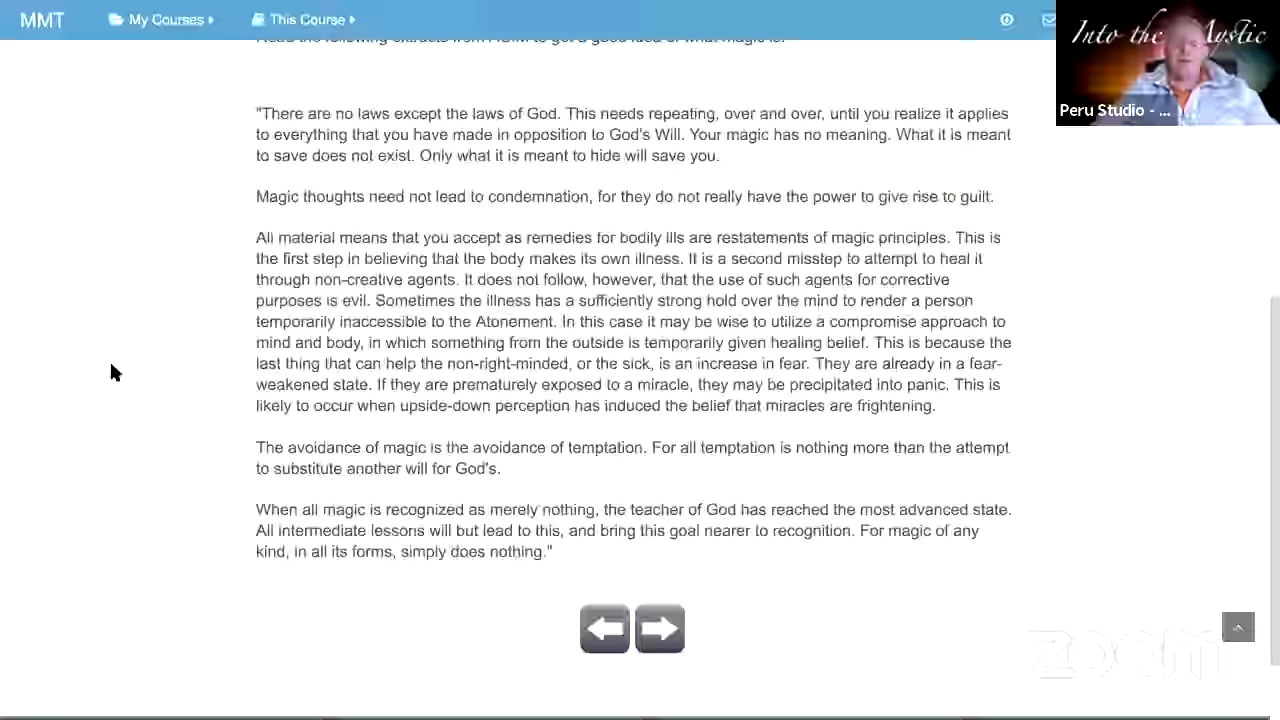 MMT My Courses This Course
Into the Mystic
Peru Studio - ...
Read the following extracts from ACIM to get a good idea of what magic is.
"There are no laws except the laws of God. This needs repeating, over and over, until you realize it applies
to everything that you have made in opposition to God's Will. Your magic has no meaning. What it is meant
to save does not exist. Only what it is meant to hide will save you.
Magic thoughts need not lead to condemnation, for they do not really have the power to give rise to guilt.
All material means that you accept as remedies for bodily ills are restatements of magic principles. This is
the first step in believing that the body makes its own illness. It is a second misstep to attempt to heal it
through non-creative agents. It does not follow, however, that the use of such agents for corrective
purposes is evil. Sometimes the illness has a sufficiently strong hold over the mind to render a person
temporarily inaccessible to the Atonement. In this case it may be wise to utilize a compromise approach to
mind and body, in which something from the outside is temporarily given healing belief. This is because the
last thing that can help the non-right-minded, or the sick, is an increase in fear. They are already in a fear-
weakened state. If they are prematurely exposed to a miracle, they may be precipitated into panic. This is
likely to occur when upside-down perception has induced the belief that miracles are frightening.
The avoidance of magic is the avoidance of temptation. For all temptation is nothing more than the attempt
to substitute another will for God's.
When all magic is recognized as merely nothing, the teacher of God has reached the most advanced state.
All intermediate lessons will but lead to this, and bring this goal nearer to recognition. For magic of any
kind, in all its forms, simply does nothing."
zoom